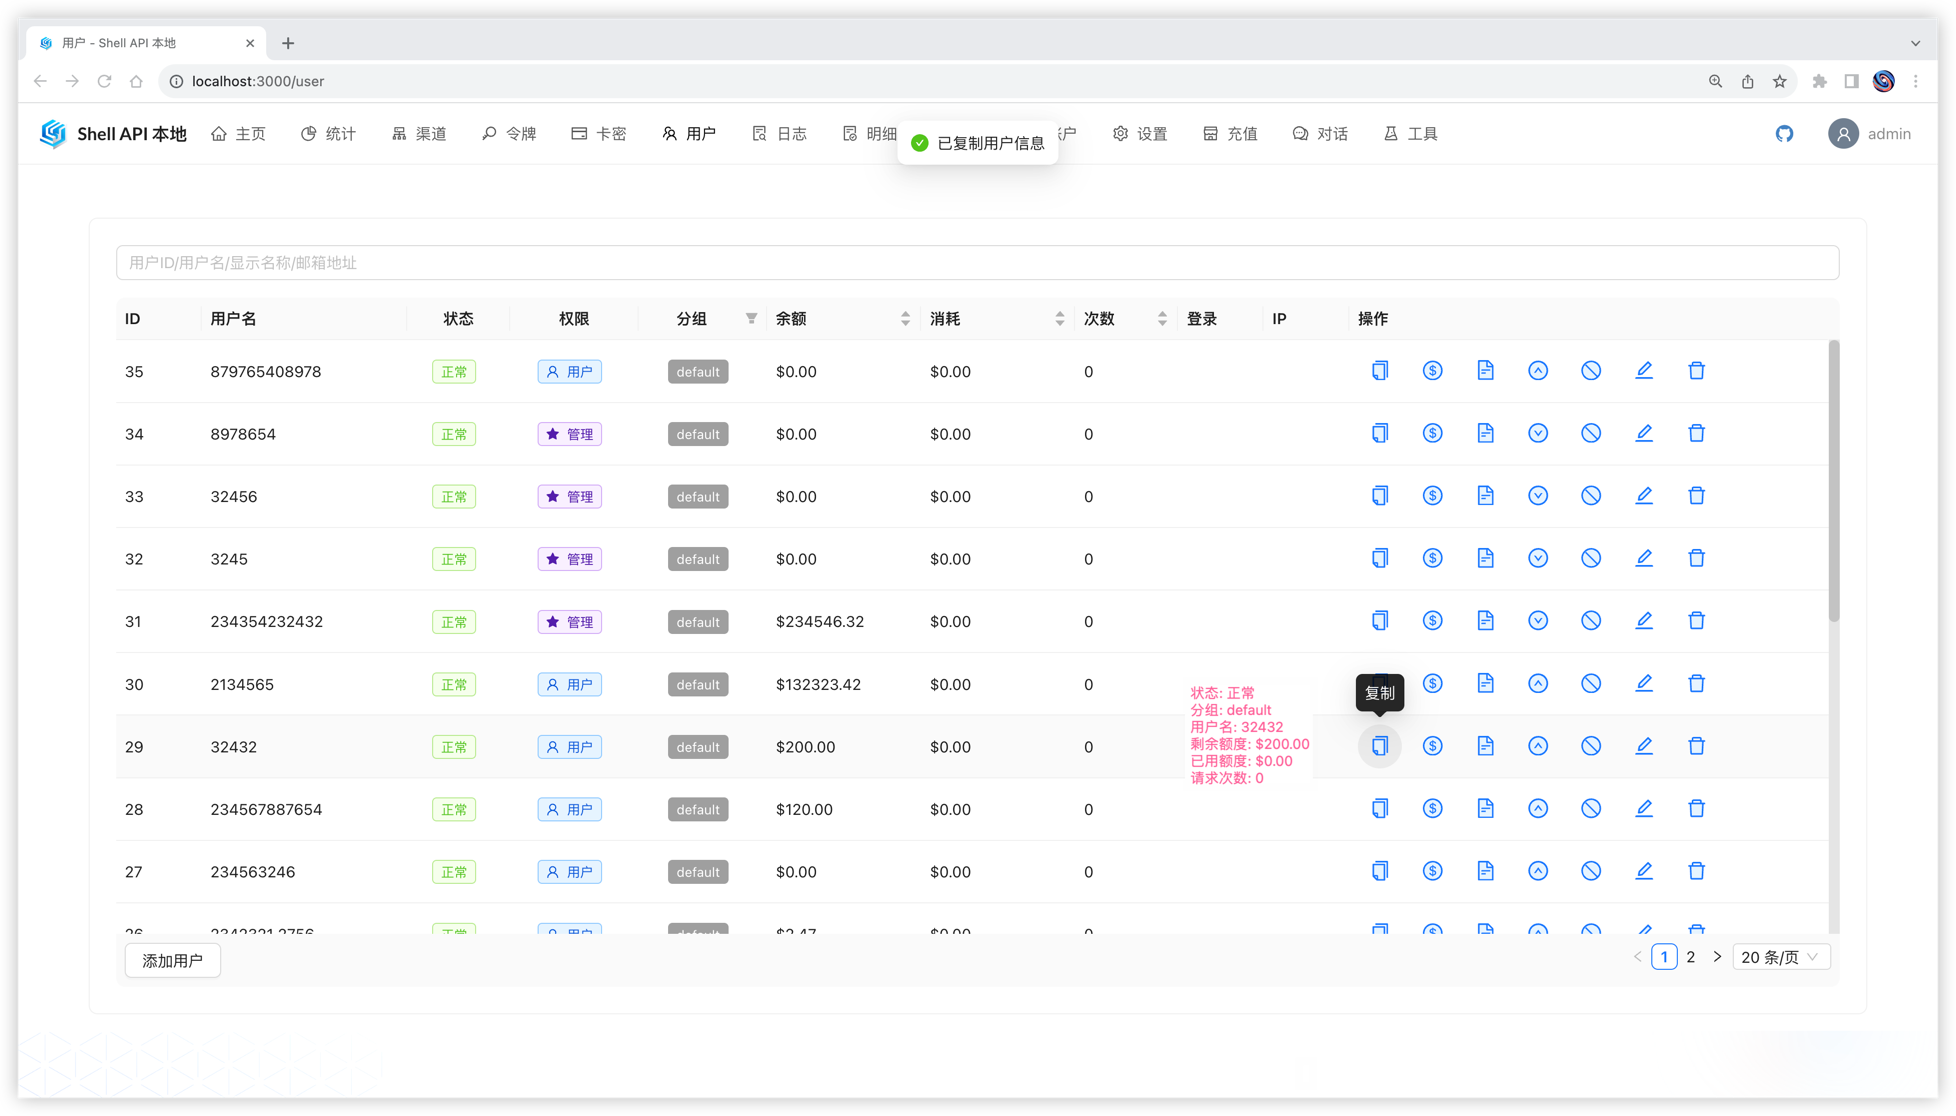 用户 - Shell API 本地
localhost:3000/user
Shell API 本地 主页 统计 渠道 令牌 卡密 用户 日志 明细 户 设置 充值 对话 工具 admin
已复制用户信息
用户ID/用户名/显示名称/邮箱地址
ID 用户名 状态 权限 分组 余额 消耗 次数 登录 IP 操作
35 879765408978 正常 用户 default $0.00 $0.00 0
34 8978654 正常 管理 default $0.00 $0.00 0
33 32456 正常 管理 default $0.00 $0.00 0
32 3245 正常 管理 default $0.00 $0.00 0
31 234354232432 正常 管理 default $234546.32 $0.00 0
30 2134565 正常 用户 default $132323.42 $0.00 0
复制
状态: 正常
分组: default
用户名: 32432
剩余额度: $200.00
已用额度: $0.00
请求次数: 0
29 32432 正常 用户 default $200.00 $0.00 0
28 234567887654 正常 用户 default $120.00 $0.00 0
27 234563246 正常 用户 default $0.00 $0.00 0
26 正常 用户 default $0.00 0
添加用户
1 2 20 条/页